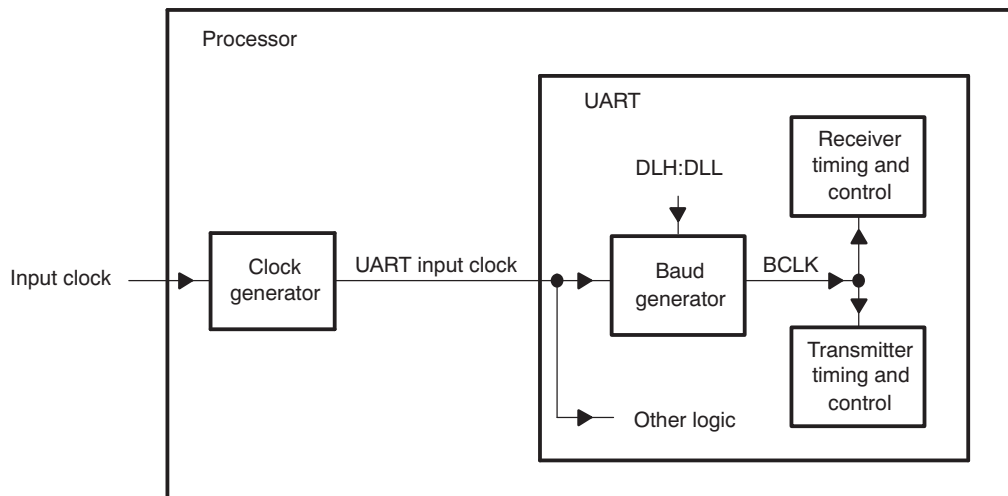 Processor
UART
Receiver
timing and
control
DLH:DLL
Input clock
Clock
generator
UART input clock
Baud
generator
BCLK
Transmitter
timing and
control
Other logic